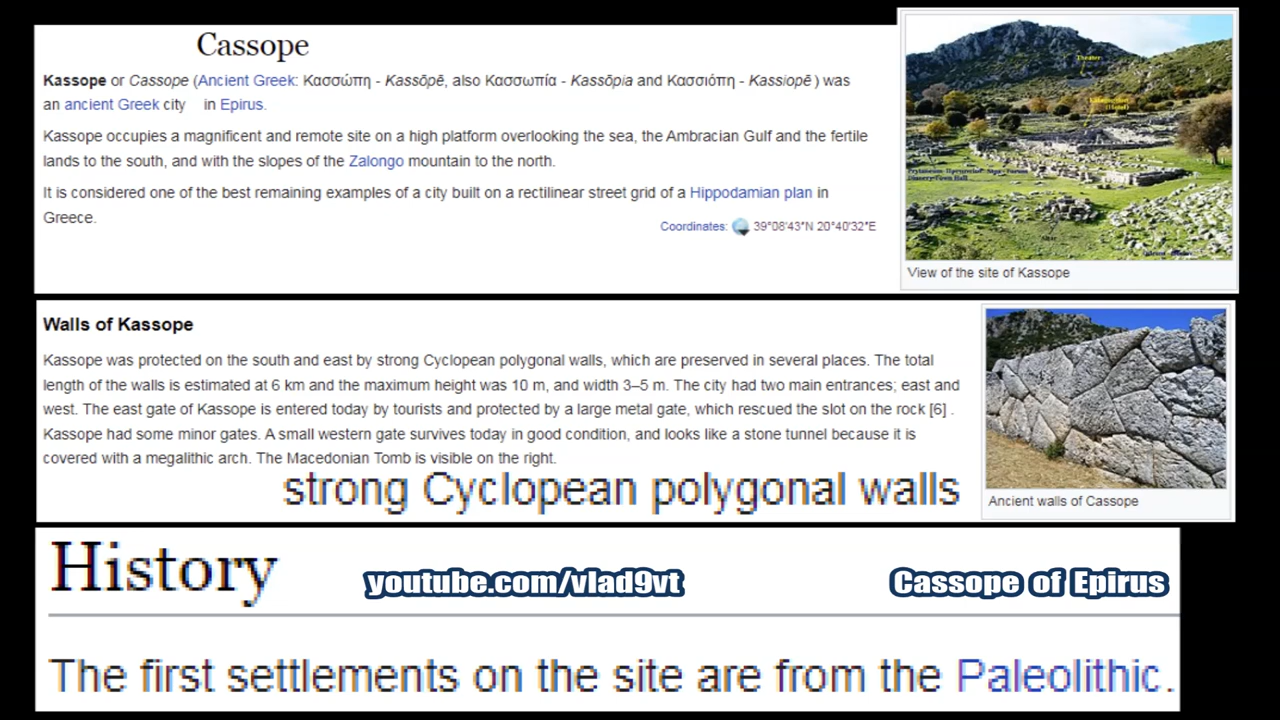 Cassope
Kassope or Cassope (Ancient Greek: Κασσώπη - Kassōpē, also Κασσωπία - Kassōpia and Κασσιόπη - Kassiopē ) was
an ancient Greek city in Epirus.
Kassope occupies a magnificent and remote site on a high platform overlooking the sea, the Ambracian Gulf and the fertile
lands to the south, and with the slopes of the Zalongo mountain to the north.
It is considered one of the best remaining examples of a city built on a rectilinear street grid of a Hippodamian plan in
Greece.
Coordinates: 39°08′43″N 20°40′32″E
Theater
View of the site of Kassope
Walls of Kassope
Kassope was protected on the south and east by strong Cyclopean polygonal walls, which are preserved in several places. The total
length of the walls is estimated at 6 km and the maximum height was 10 m, and width 3–5 m. The city had two main entrances; east and
west. The east gate of Kassope is entered today by tourists and protected by a large metal gate, which rescued the slot on the rock [6] .
Kassope had some minor gates. A small western gate survives today in good condition, and looks like a stone tunnel because it is
covered with a megalithic arch. The Macedonian Tomb is visible on the right.
strong Cyclopean polygonal walls
Ancient walls of Cassope
History
youtube.com/vlad9vt
Cassope of Epirus
The first settlements on the site are from the Paleolithic.